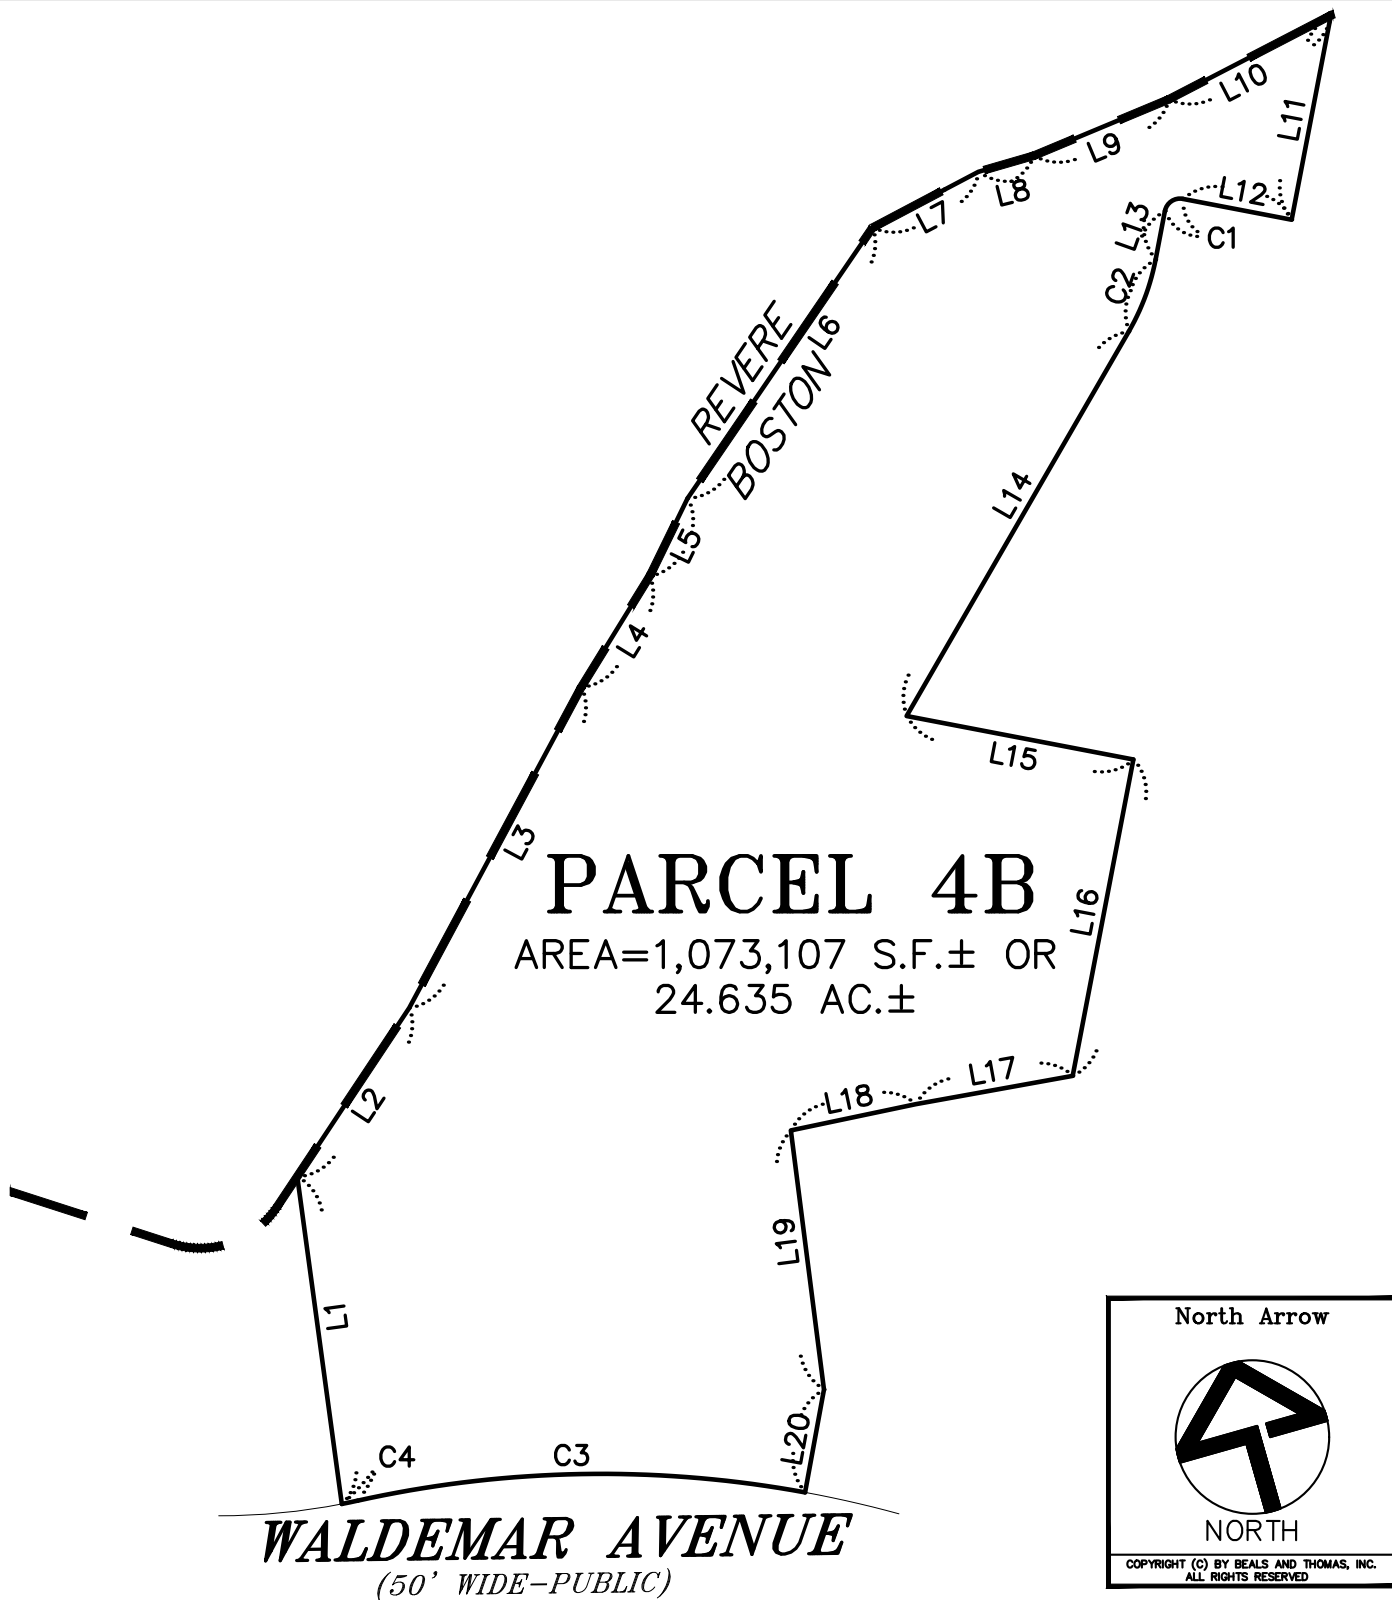 L10
L11
L9
L12
L8
L7
L13
C1
C2
L6
REVERE
BOSTON
L14
L5
L4
L15
L3
PARCEL 4B
AREA=1,073,107 S.F.± OR
24.635 AC.±
L16
L17
L18
L2
L19
L1
L20
C4
C3
WALDEMAR AVENUE
(50' WIDE-PUBLIC)
North Arrow
NORTH
COPYRIGHT (C) BY BEALS AND THOMAS, INC.
ALL RIGHTS RESERVED